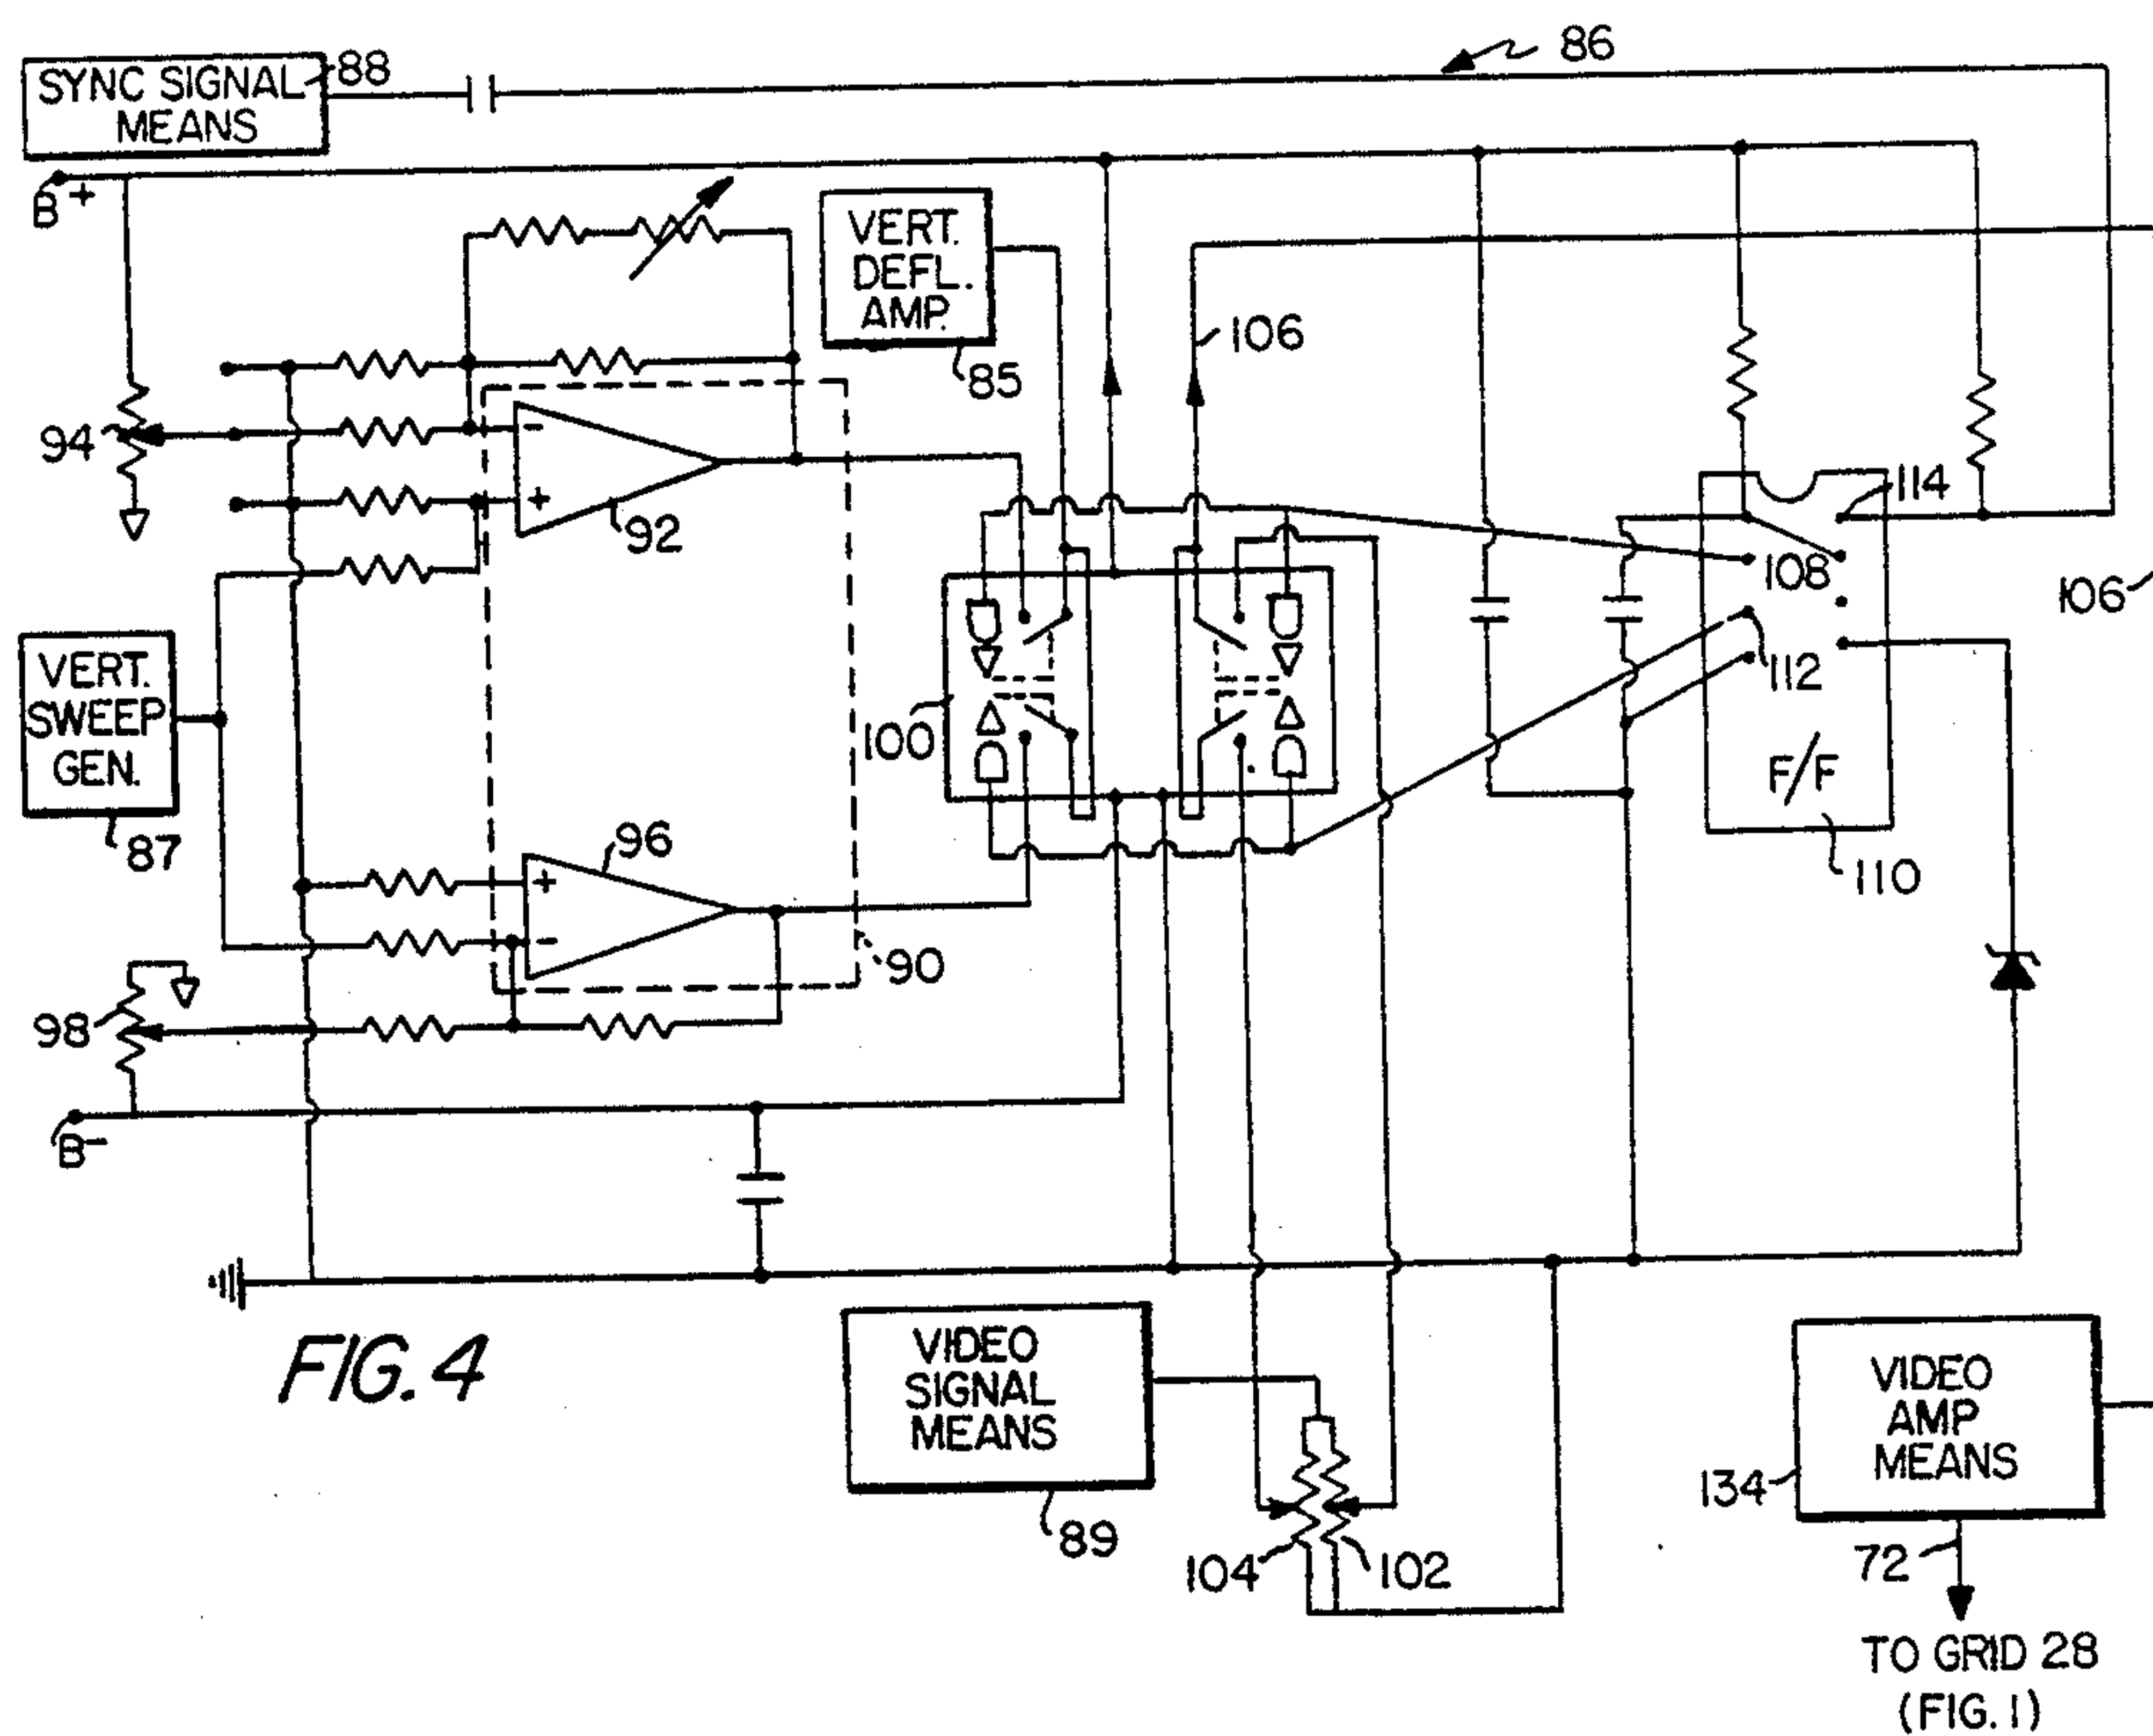 86
SYNC SIGNAL
MEANS
88
B+
VERT.
DEFL.
AMP.
85
106
94
-
+
92
114
108
106
112
VERT.
SWEEP
GEN.
87
100
F/F
110
96
+
-
90
98
B-
FIG. 4
VIDEO
SIGNAL
MEANS
89
104
102
VIDEO
AMP
MEANS
134
72
TO GRID 28
(FIG. 1)